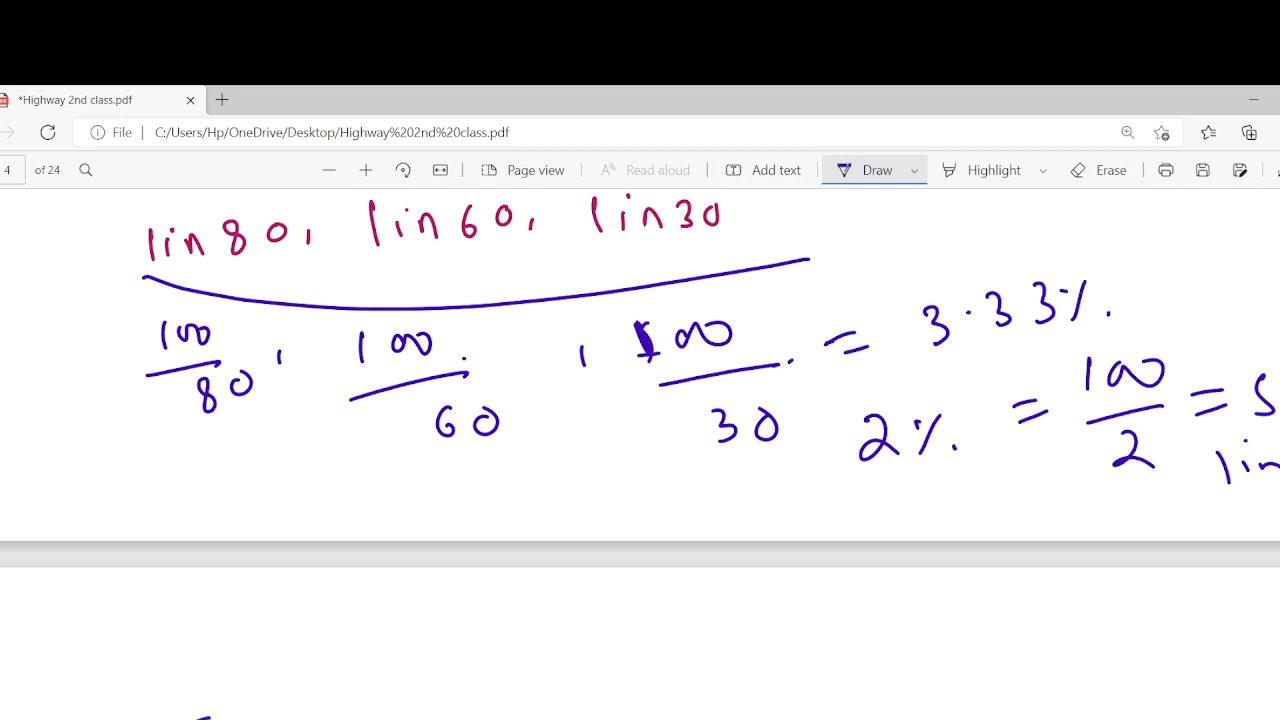 *Highway 2nd class.pdf
File | C:/Users/Hp/OneDrive/Desktop/Highway%202nd%20class.pdf
4 of 24 Page view Read aloud Add text Draw Highlight Erase
1in80, 1in60, 1in30
100/80, 100/60, 100/30 = 3.33%.
2%. = 100/2 =
1in